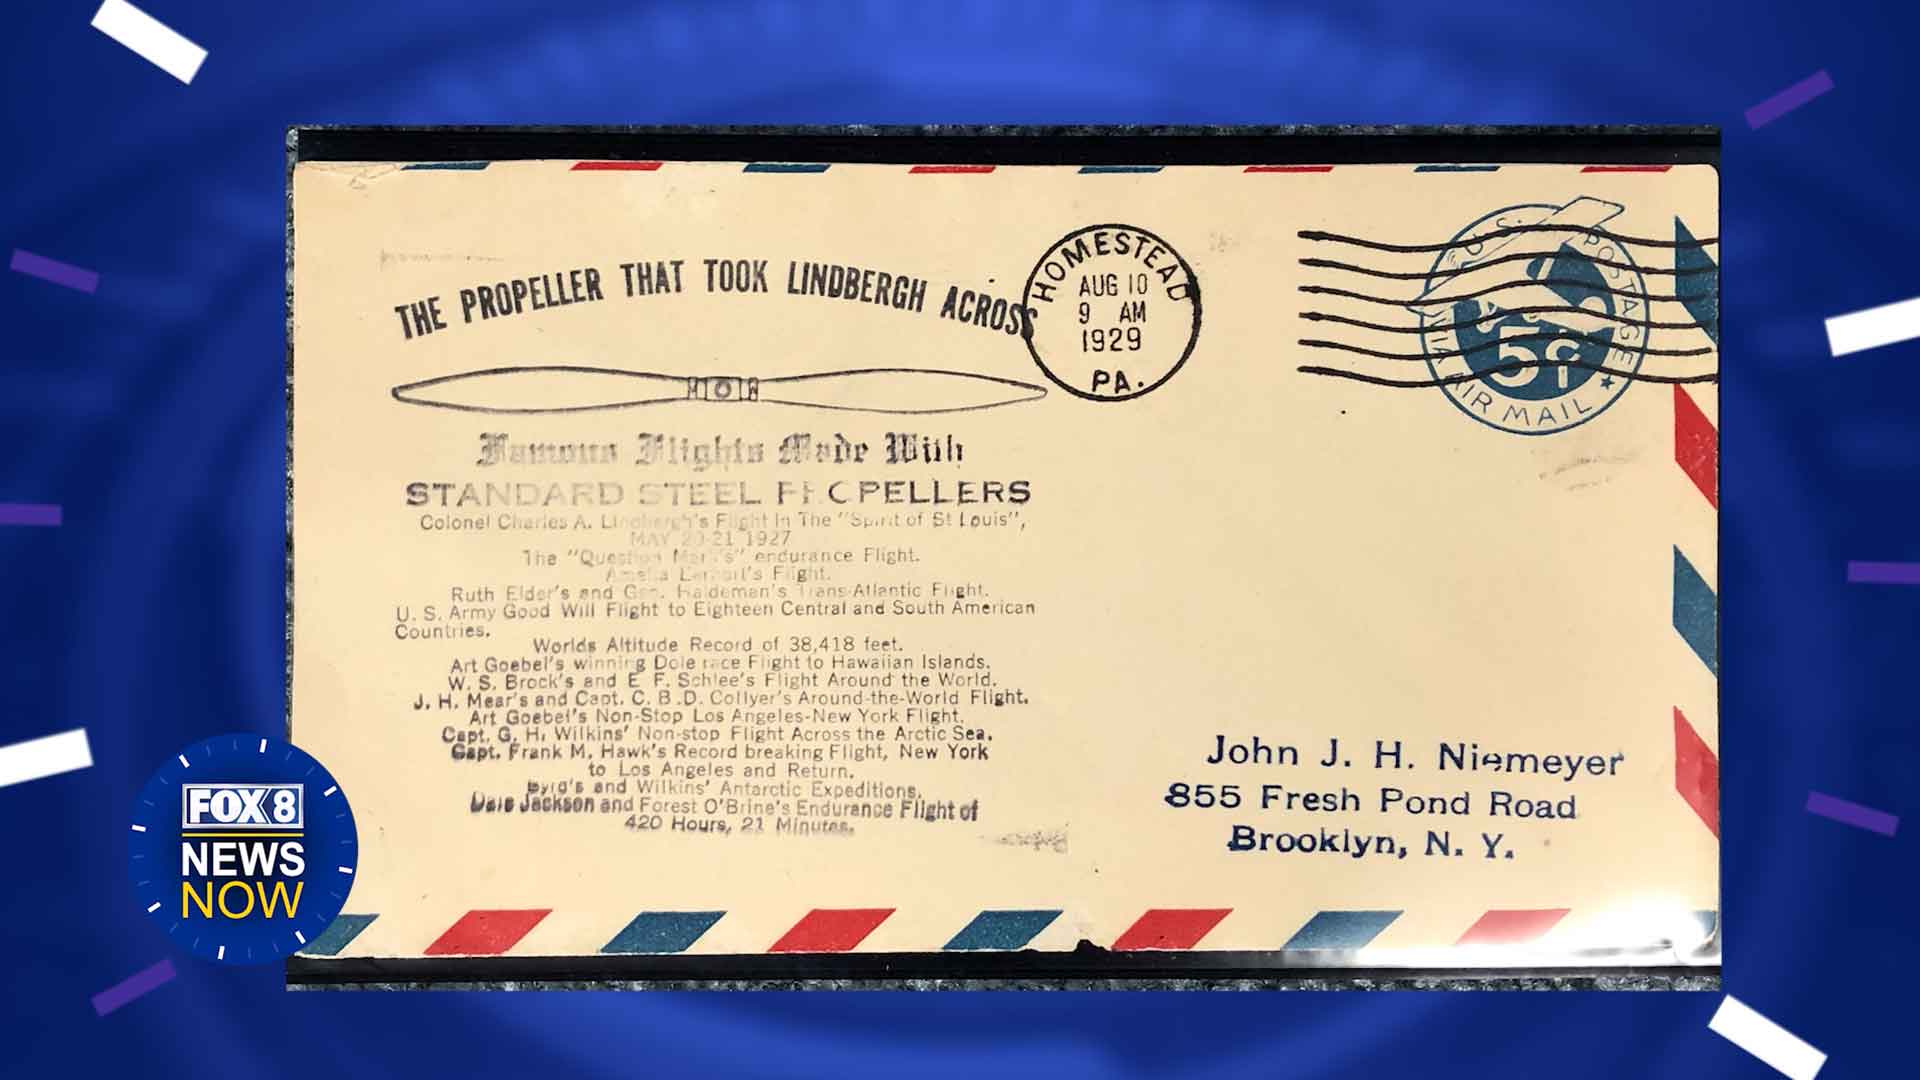 THE PROPELLER THAT TOOK LINDBERGH ACROSS
HOMESTEAD
AUG 10
9 AM
1929
PA.
U.S. POSTAGE
5¢
VIA AIR MAIL
Famous Flights Made With
STANDARD STEEL PROPELLERS
Colonel Charles A. Lindbergh's Flight In The "Spirit of St Louis",
MAY 20-21 1927
The "Question Mark's" endurance Flight.
Amelia Earhart's Flight.
Ruth Elder's and Geo. Haldeman's Trans-Atlantic Flight.
U. S. Army Good Will Flight to Eighteen Central and South American
Countries.
Worlds Altitude Record of 38,418 feet.
Art Goebel's winning Dole race Flight to Hawaiian Islands.
W. S. Brock's and E. F. Schlee's Flight Around the World.
J. H. Mear's and Capt. C. B .D. Collyer's Around-the-World Flight.
Art Goebel's Non-Stop Los Angeles-New York Flight.
Capt. G. H. Wilkins' Non-stop Flight Across the Arctic Sea.
Capt. Frank M. Hawk's Record breaking Flight, New York
to Los Angeles and Return.
Byrd's and Wilkins' Antarctic Expeditions.
Dale Jackson and Forest O'Brine's Endurance Flight of
420 Hours, 21 Minutes.
John J. H. Niemeyer
855 Fresh Pond Road
Brooklyn, N. Y.
FOX 8
NEWS
NOW